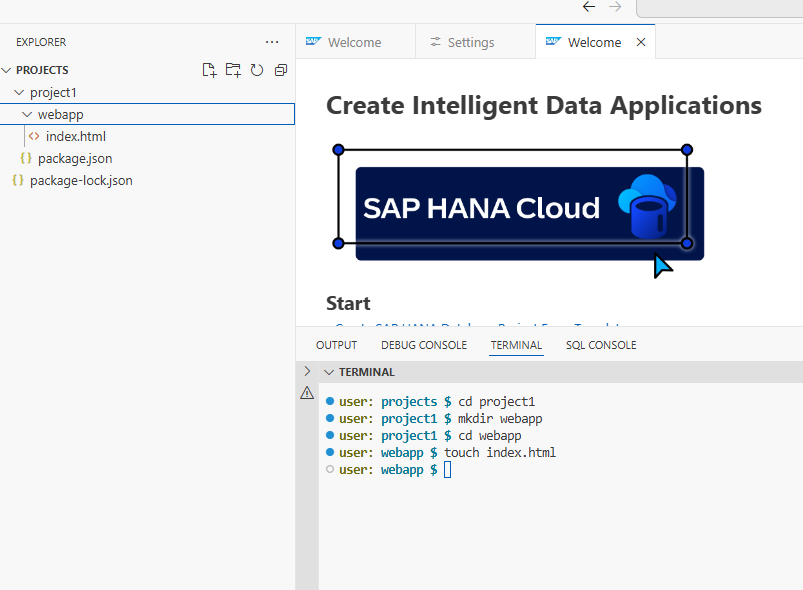 EXPLORER
PROJECTS
project1
webapp
index.html
package.json
package-lock.json
Welcome
Settings
Welcome
Create Intelligent Data Applications
SAP HANA Cloud
Start
OUTPUT
DEBUG CONSOLE
TERMINAL
SQL CONSOLE
TERMINAL
user: projects $ cd project1
user: project1 $ mkdir webapp
user: project1 $ cd webapp
user: webapp $ touch index.html
user: webapp $